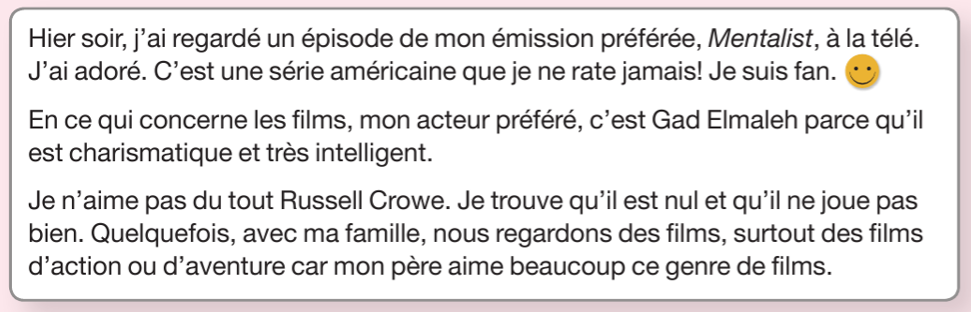 Hier soir, j’ai regardé un épisode de mon émission préférée, Mentalist, à la télé.
J’ai adoré. C’est une série américaine que je ne rate jamais! Je suis fan.
En ce qui concerne les films, mon acteur préféré, c’est Gad Elmaleh parce qu’il
est charismatique et très intelligent.
Je n’aime pas du tout Russell Crowe. Je trouve qu’il est nul et qu’il ne joue pas
bien. Quelquefois, avec ma famille, nous regardons des films, surtout des films
d’action ou d’aventure car mon père aime beaucoup ce genre de films.